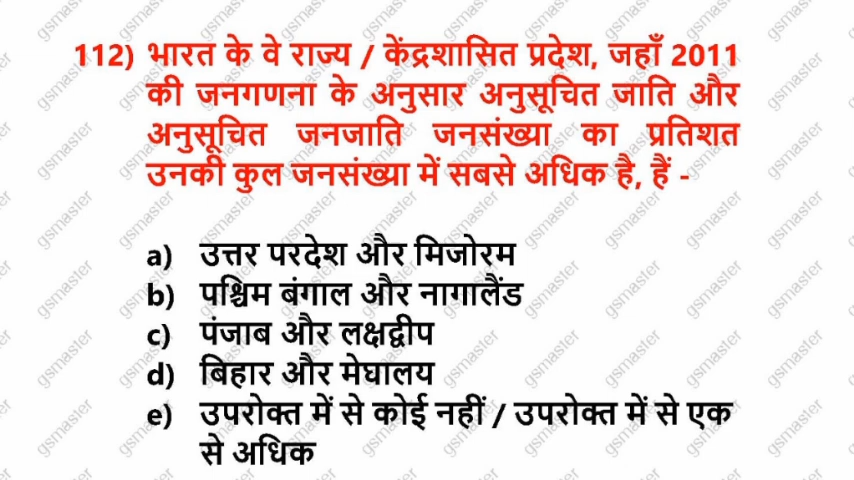 112) भारत के वे राज्य / केंद्रशासित प्रदेश, जहाँ 2011
की जनगणना के अनुसार अनुसूचित जाति और
अनुसूचित जनजाति जनसंख्या का प्रतिशत
उनकी कुल जनसंख्या में सबसे अधिक है, हैं -
a) उत्तर परदेश और मिजोरम
b) पश्चिम बंगाल और नागालैंड
c) पंजाब और लक्षद्वीप
d) बिहार और मेघालय
e) उपरोक्त में से कोई नहीं / उपरोक्त में से एक
से अधिक
gsmaster